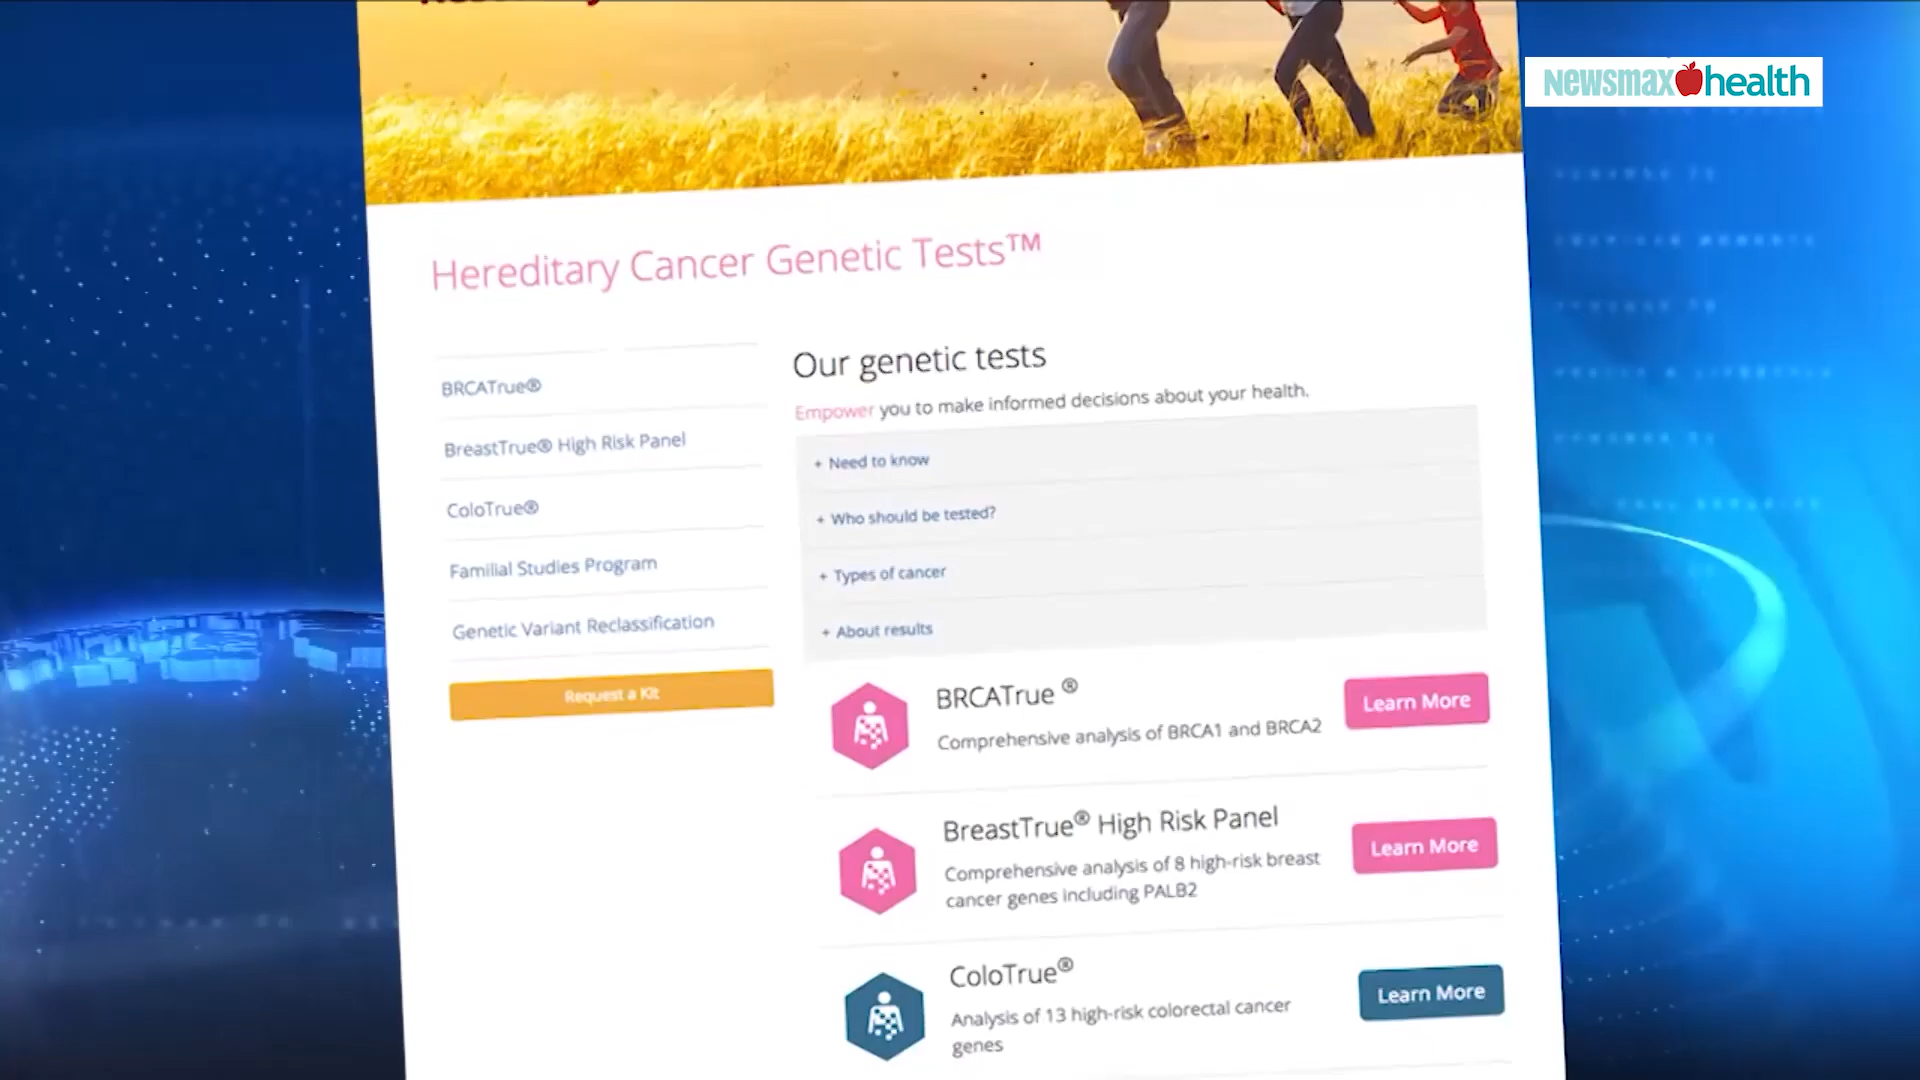 newsmax health
Hereditary Cancer Genetic Tests™
BRCATrue®
BreastTrue® High Risk Panel
ColoTrue®
Familial Studies Program
Genetic Variant Reclassification
Request a Kit
Our genetic tests
Empower you to make informed decisions about your health.
+ Need to know
+ Who should be tested?
+ Types of cancer
+ About results
BRCATrue ®
Comprehensive analysis of BRCA1 and BRCA2
Learn More
BreastTrue® High Risk Panel
Comprehensive analysis of 8 high-risk breast
cancer genes including PALB2
Learn More
ColoTrue®
Analysis of 13 high-risk colorectal cancer
genes
Learn More